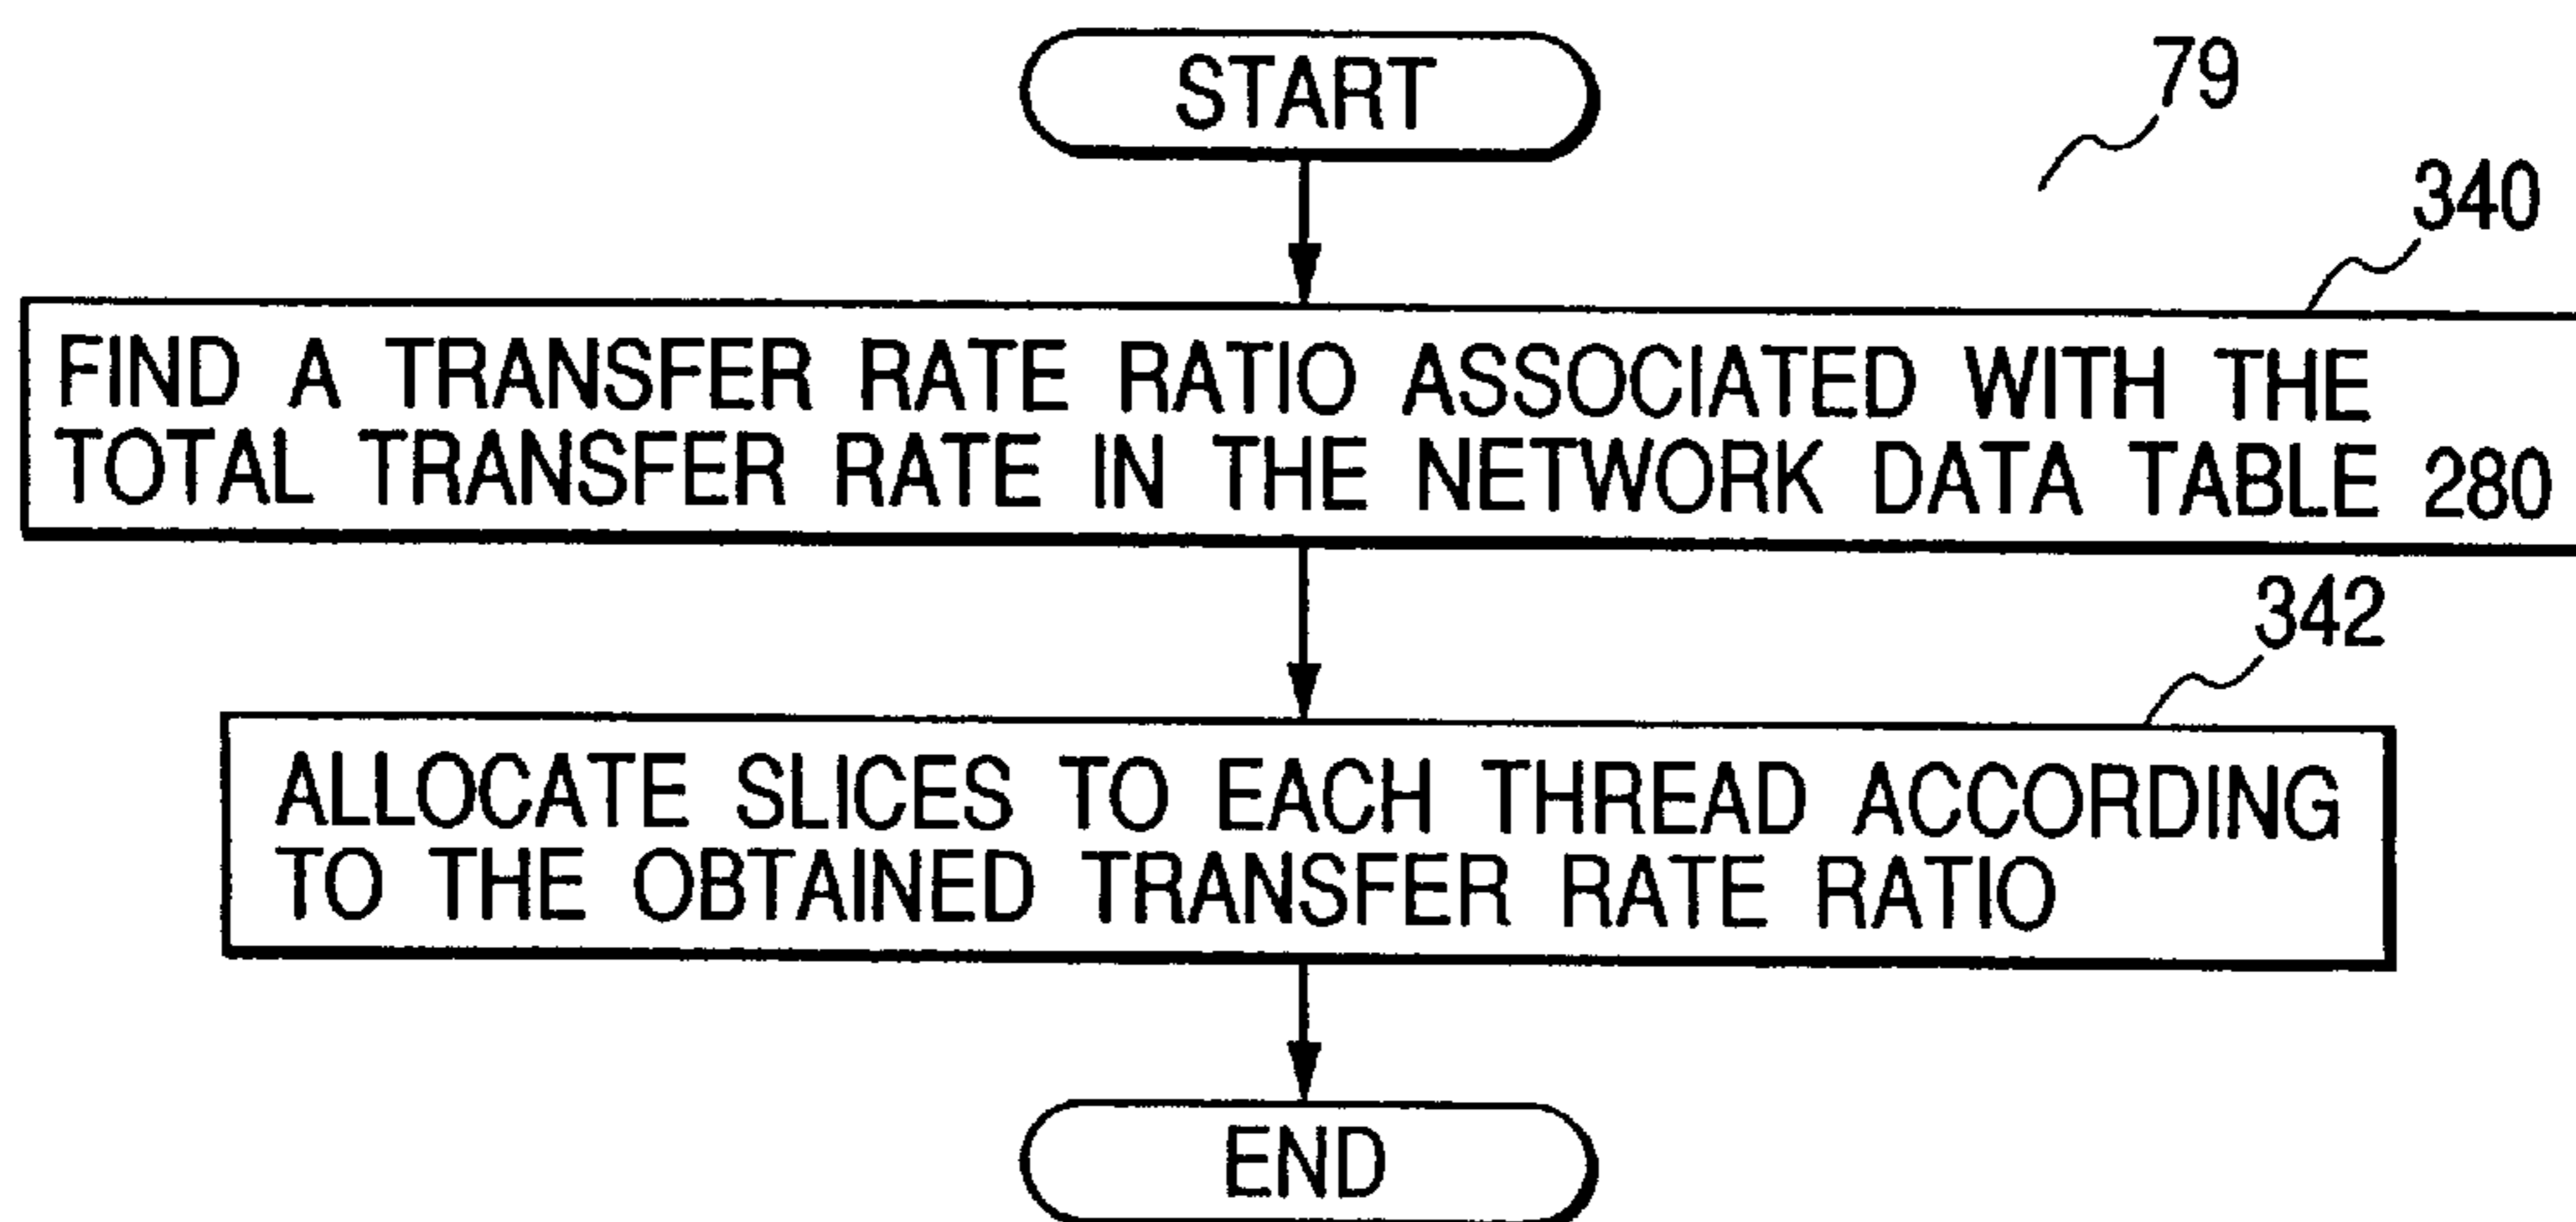 START
79
340
FIND A TRANSFER RATE RATIO ASSOCIATED WITH THE
TOTAL TRANSFER RATE IN THE NETWORK DATA TABLE 280
342
ALLOCATE SLICES TO EACH THREAD ACCORDING
TO THE OBTAINED TRANSFER RATE RATIO
END